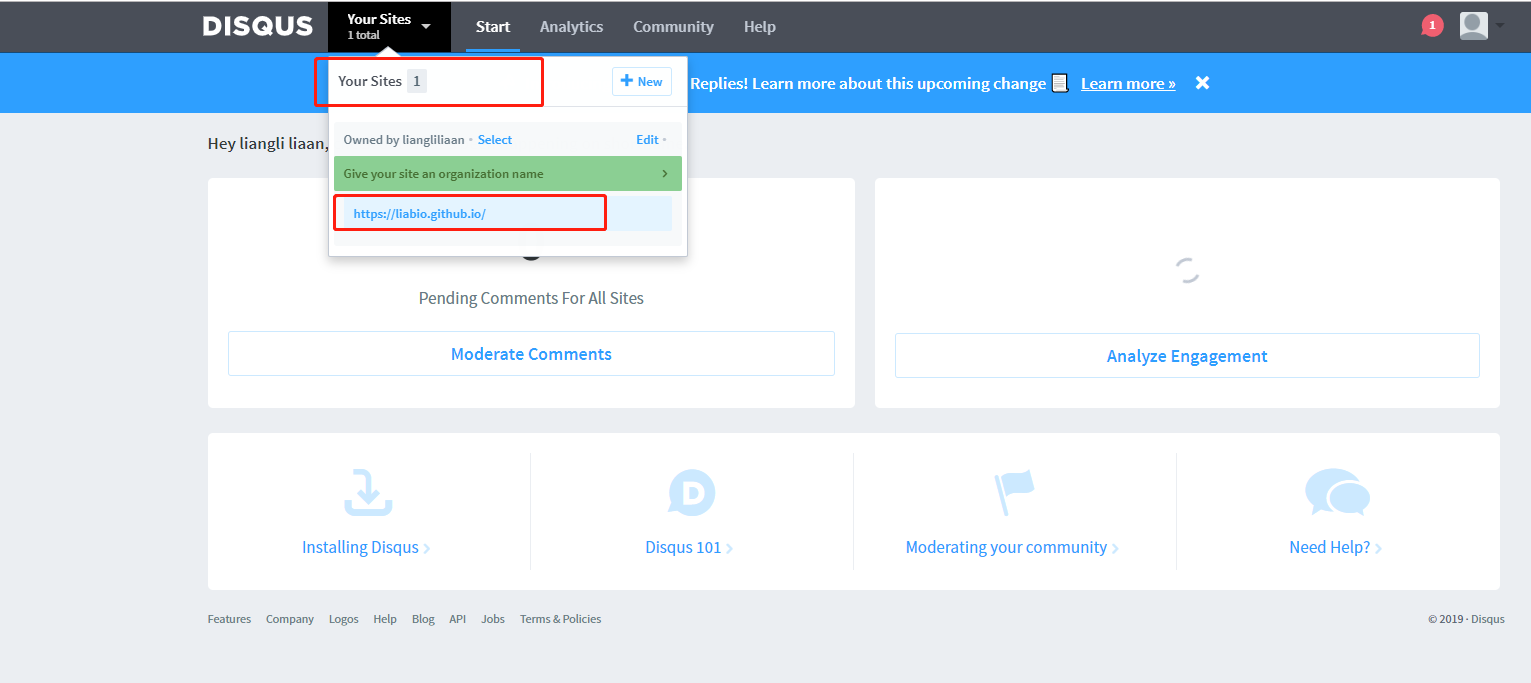 DISQUS
Your Sites
1 total
Start
Analytics
Community
Help
1
Your Sites 1
New
Replies! Learn more about this upcoming change
Learn more »
Owned by liangliliaan • Select
Edit
Hey liangli liaan,
Give your site an organization name
https://liabio.github.io/
Pending Comments For All Sites
Moderate Comments
Analyze Engagement
Installing Disqus
Disqus 101
Moderating your community
Need Help?
Features Company Logos Help Blog API Jobs Terms & Policies
© 2019 · Disqus